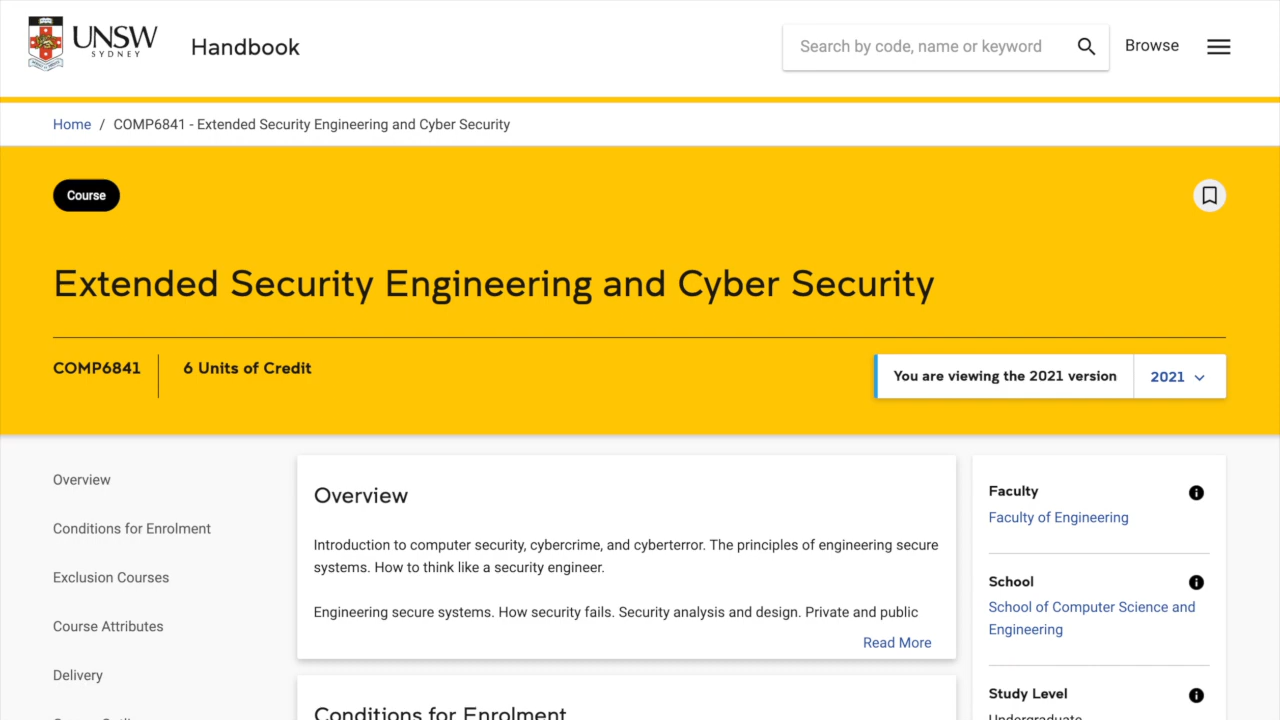 UNSW
SYDNEY
Handbook
Search by code, name or keyword
Browse
Home / COMP6841 - Extended Security Engineering and Cyber Security
Course
Extended Security Engineering and Cyber Security
COMP6841
6 Units of Credit
You are viewing the 2021 version
2021
Overview
Conditions for Enrolment
Exclusion Courses
Course Attributes
Delivery
Overview
Introduction to computer security, cybercrime, and cyberterror. The principles of engineering secure
systems. How to think like a security engineer.
Engineering secure systems. How security fails. Security analysis and design. Private and public
Read More
Conditions for Enrolment
Faculty
Faculty of Engineering
School
School of Computer Science and
Engineering
Study Level
Undergraduate